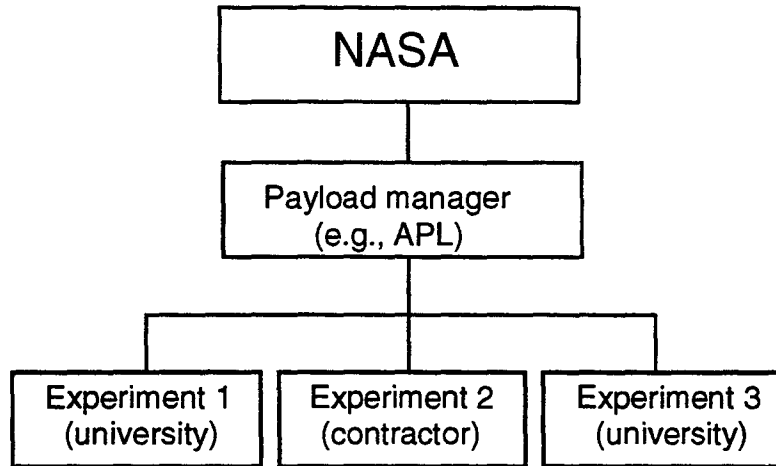 NASA
Payload manager
(e.g., APL)
Experiment 1
(university)
Experiment 2
(contractor)
Experiment 3
(university)